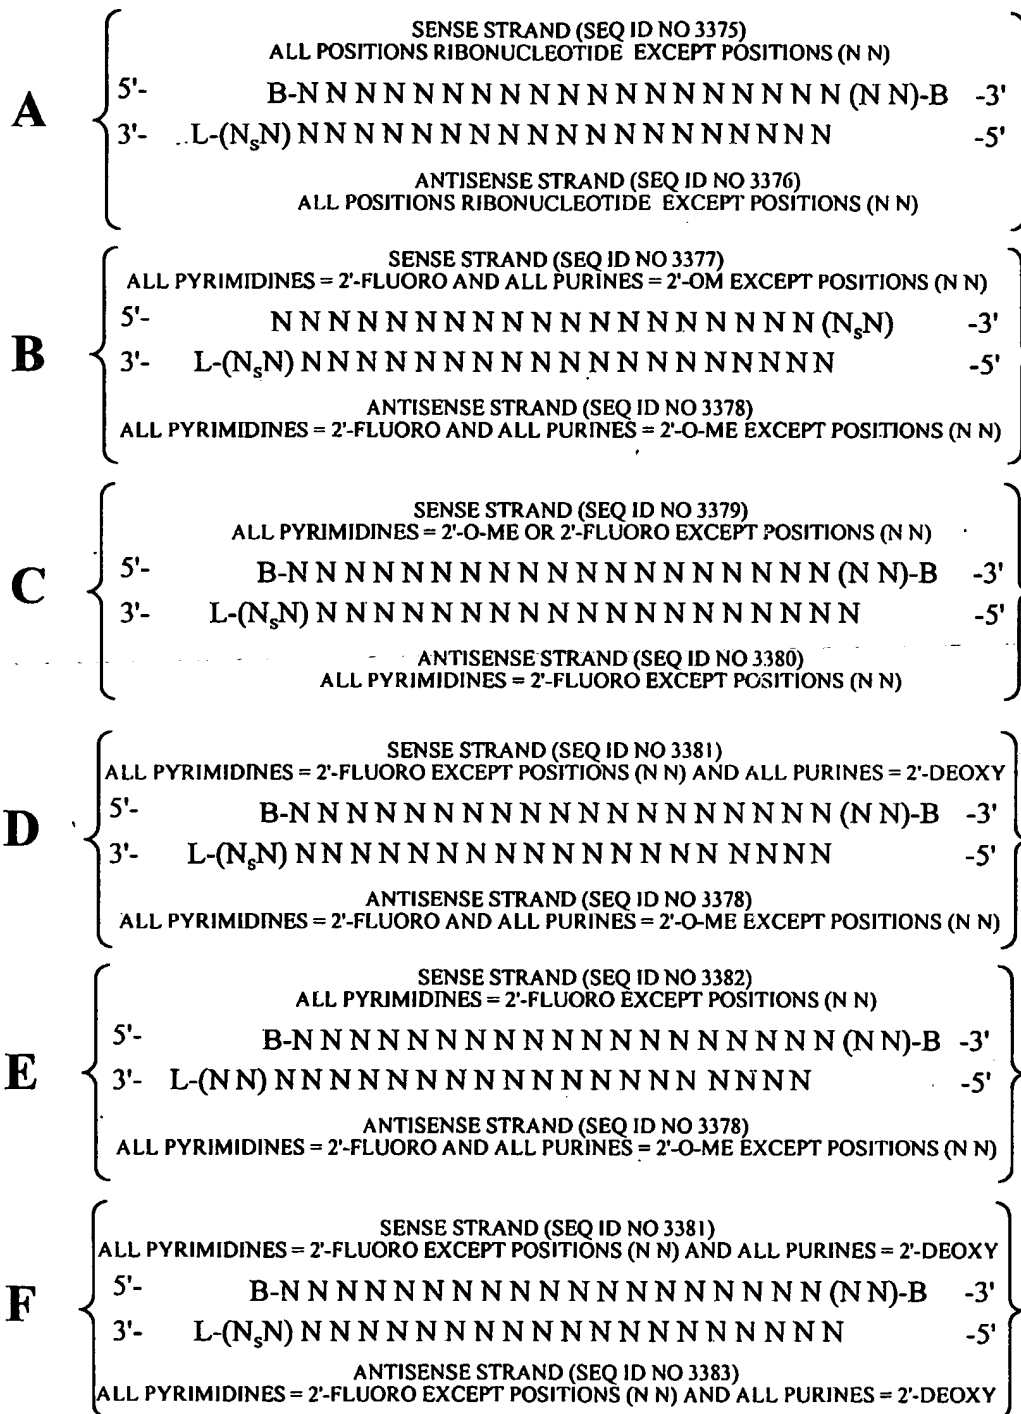 SENSE STRAND (SEQ ID NO 3375)
ALL POSITIONS RIBONUCLEOTIDE EXCEPT POSITIONS (N N)
A
5'- B-N N N N N N N N N N N N N N N N N N N (N N)-B -3'
3'- L-(NsN) N N N N N N N N N N N N N N N N N N N -5'
ANTISENSE STRAND (SEQ ID NO 3376)
ALL POSITIONS RIBONUCLEOTIDE EXCEPT POSITIONS (N N)
SENSE STRAND (SEQ ID NO 3377)
ALL PYRIMIDINES = 2'-FLUORO AND ALL PURINES = 2'-OM EXCEPT POSITIONS (N N)
B
5'- N N N N N N N N N N N N N N N N N N N (NsN) -3'
3'- L-(NsN) N N N N N N N N N N N N N N N N N N N -5'
ANTISENSE STRAND (SEQ ID NO 3378)
ALL PYRIMIDINES = 2'-FLUORO AND ALL PURINES = 2'-O-ME EXCEPT POSITIONS (N N)
SENSE STRAND (SEQ ID NO 3379)
ALL PYRIMIDINES = 2'-O-ME OR 2'-FLUORO EXCEPT POSITIONS (N N)
C
5'- B-N N N N N N N N N N N N N N N N N N N (N N)-B -3'
3'- L-(NsN) N N N N N N N N N N N N N N N N N N N -5'
ANTISENSE STRAND (SEQ ID NO 3380)
ALL PYRIMIDINES = 2'-FLUORO EXCEPT POSITIONS (N N)
SENSE STRAND (SEQ ID NO 3381)
ALL PYRIMIDINES = 2'-FLUORO EXCEPT POSITIONS (N N) AND ALL PURINES = 2'-DEOXY
D
5'- B-N N N N N N N N N N N N N N N N N N N (N N)-B -3'
3'- L-(NsN) N N N N N N N N N N N N N N N N N N N -5'
ANTISENSE STRAND (SEQ ID NO 3378)
ALL PYRIMIDINES = 2'-FLUORO AND ALL PURINES = 2'-O-ME EXCEPT POSITIONS (N N)
SENSE STRAND (SEQ ID NO 3382)
ALL PYRIMIDINES = 2'-FLUORO EXCEPT POSITIONS (N N)
E
5'- B-N N N N N N N N N N N N N N N N N N N (N N)-B -3'
3'- L-(N N) N N N N N N N N N N N N N N N N N N N -5'
ANTISENSE STRAND (SEQ ID NO 3378)
ALL PYRIMIDINES = 2'-FLUORO AND ALL PURINES = 2'-O-ME EXCEPT POSITIONS (N N)
SENSE STRAND (SEQ ID NO 3381)
ALL PYRIMIDINES = 2'-FLUORO EXCEPT POSITIONS (N N) AND ALL PURINES = 2'-DEOXY
F
5'- B-N N N N N N N N N N N N N N N N N N N (N N)-B -3'
3'- L-(NsN) N N N N N N N N N N N N N N N N N N N -5'
ANTISENSE STRAND (SEQ ID NO 3383)
ALL PYRIMIDINES = 2'-FLUORO EXCEPT POSITIONS (N N) AND ALL PURINES = 2'-DEOXY